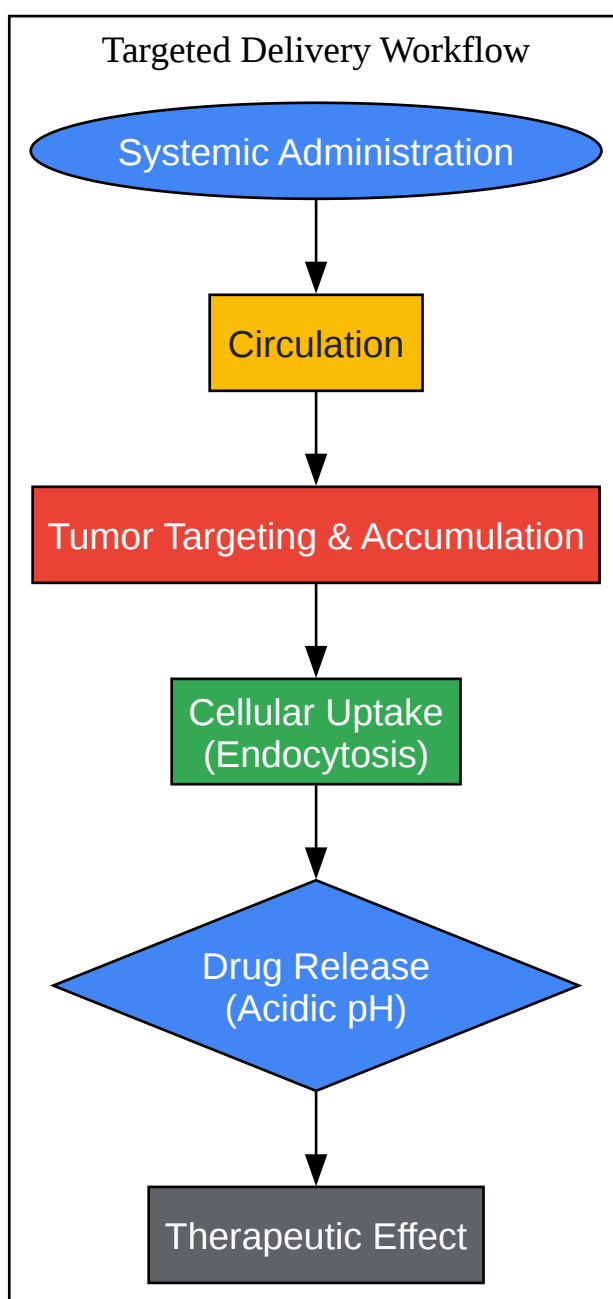 Targeted Delivery Workflow
Systemic Administration
Circulation
Tumor Targeting & Accumulation
Cellular Uptake
(Endocytosis)
Drug Release
(Acidic pH)
Therapeutic Effect